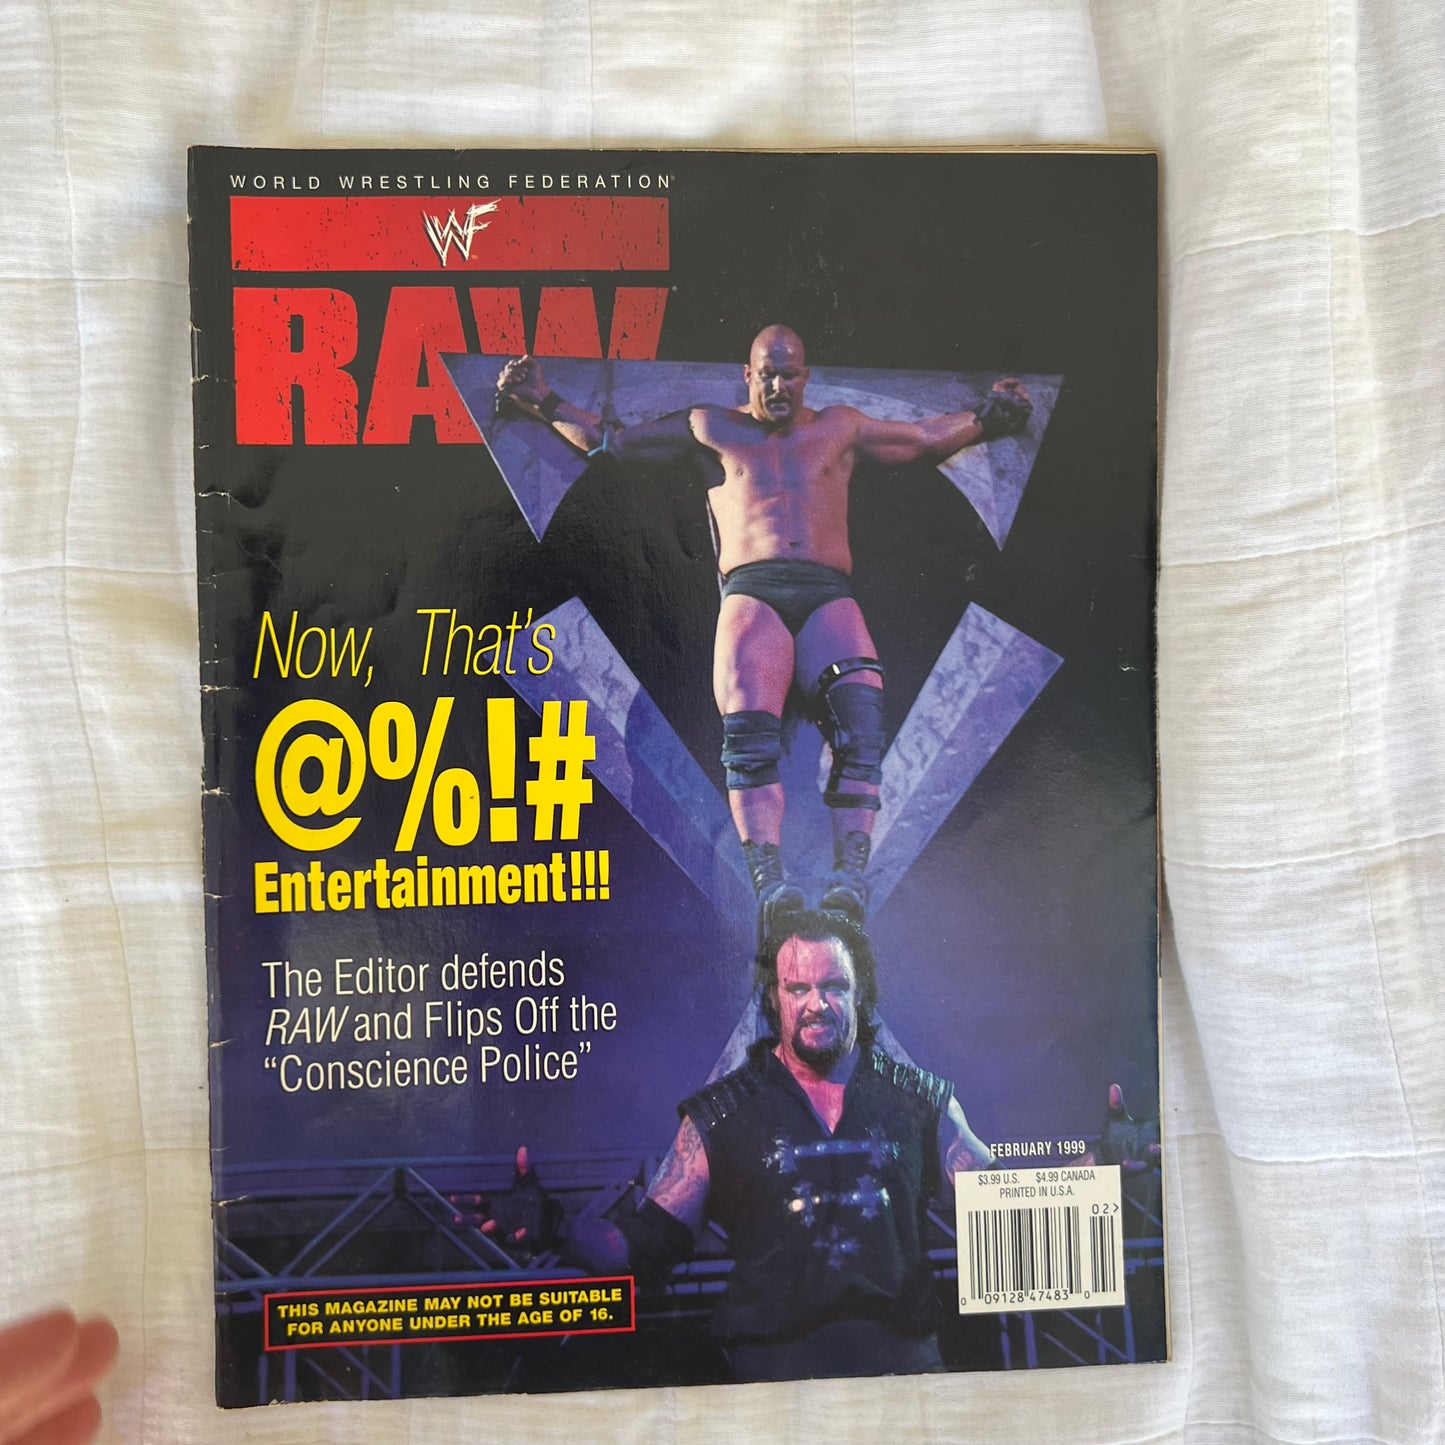 WORLD WRESTLING FEDERATION
WF
RAW
Now, That's
@%!#
Entertainment!!!
The Editor defends
RAW and Flips Off the
“Conscience Police”
FEBRUARY 1999
$3.99 U.S. $4.99 CANADA
PRINTED IN U.S.A.
02>
0 09128 47483 0
THIS MAGAZINE MAY NOT BE SUITABLE
FOR ANYONE UNDER THE AGE OF 16.